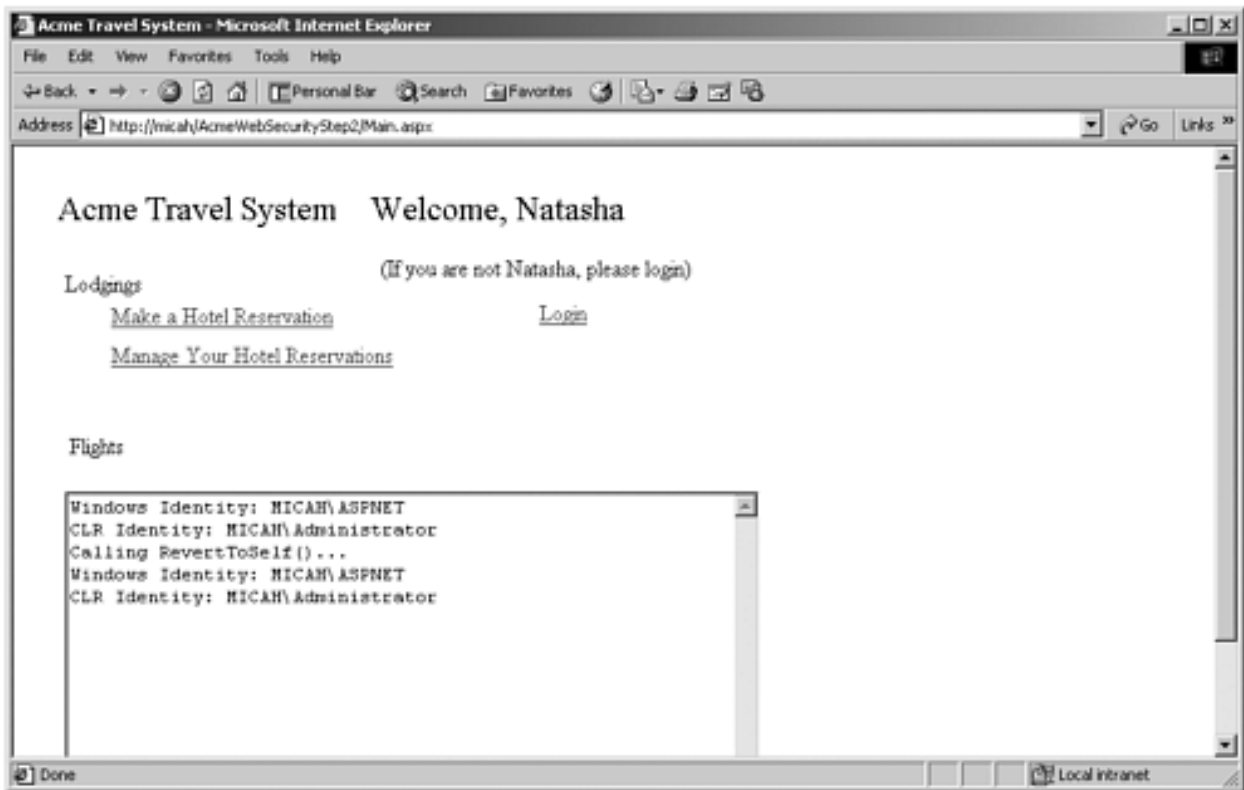 Acme Travel System - Microsoft Internet Explorer
File Edit View Favorites Tools Help
Back Personal Bar Search Favorites
Address http://micah/AcmeWebSecurityStep2/Main.aspx Go Links »
Acme Travel System Welcome, Natasha
(If you are not Natasha, please login)
Lodgings
Make a Hotel Reservation Login
Manage Your Hotel Reservations
Flights
Windows Identity: MICAH\ASPNET
CLR Identity: MICAH\Administrator
Calling RevertToSelf()...
Windows Identity: MICAH\ASPNET
CLR Identity: MICAH\Administrator
Done Local intranet